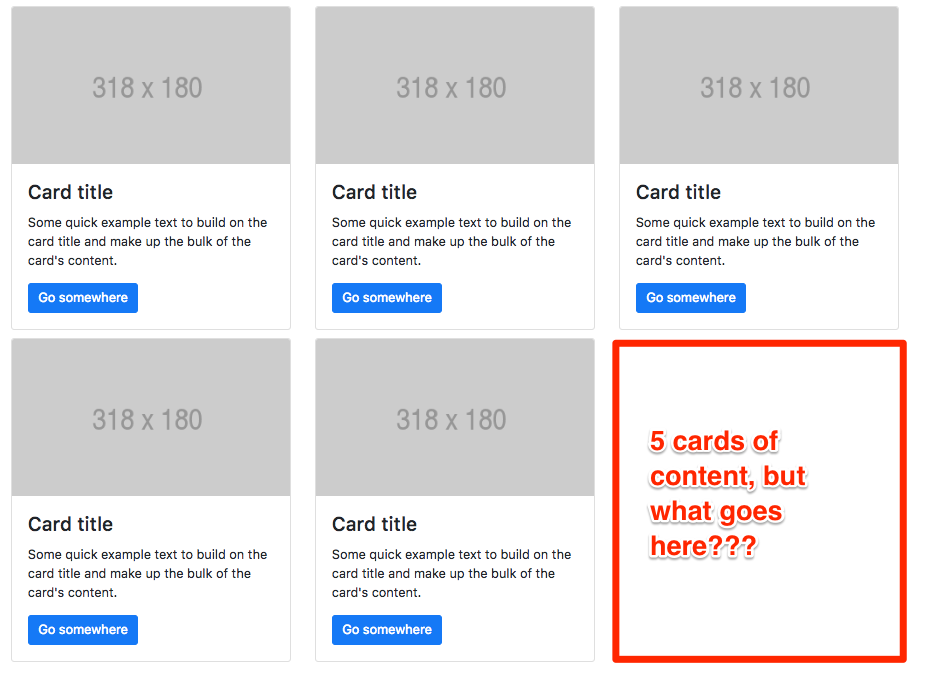 318 x 180
318 x 180
318 x 180
Card title
Some quick example text to build on the
card title and make up the bulk of the
card's content.
Go somewhere
Card title
Some quick example text to build on the
card title and make up the bulk of the
card's content.
Go somewhere
Card title
Some quick example text to build on the
card title and make up the bulk of the
card's content.
Go somewhere
318 x 180
318 x 180
Card title
Some quick example text to build on the
card title and make up the bulk of the
card's content.
Go somewhere
Card title
Some quick example text to build on the
card title and make up the bulk of the
card's content.
Go somewhere
5 cards of
content, but
what goes
here???